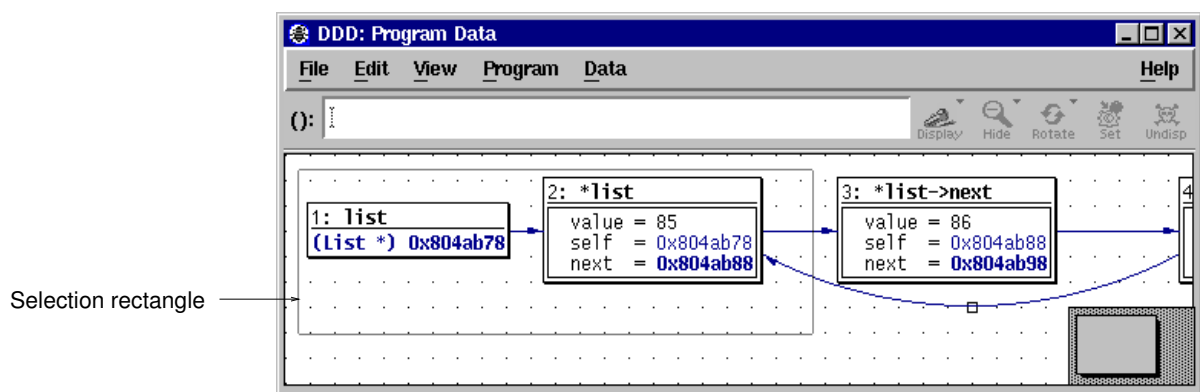 DDD: Program Data
File Edit View Program Data Help
():
Display Hide Rotate Set Undisp
1: list
(List *) 0x804ab78
2: *list
value = 85
self = 0x804ab78
next = 0x804ab88
3: *list->next
value = 86
self = 0x804ab88
next = 0x804ab98
4
Selection rectangle